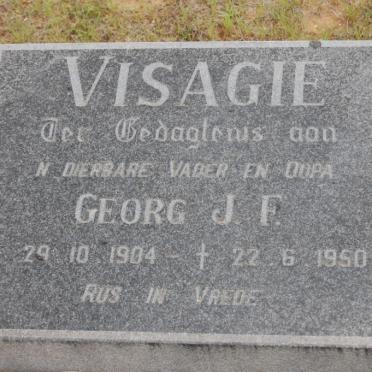 VISAGIE
Ter Gedagtenis aan
N DIERBARE VADER EN OUPA
GEORG J. F.
29. 10. 1904 - † 22. 6. 1950
RUS IN VREDE